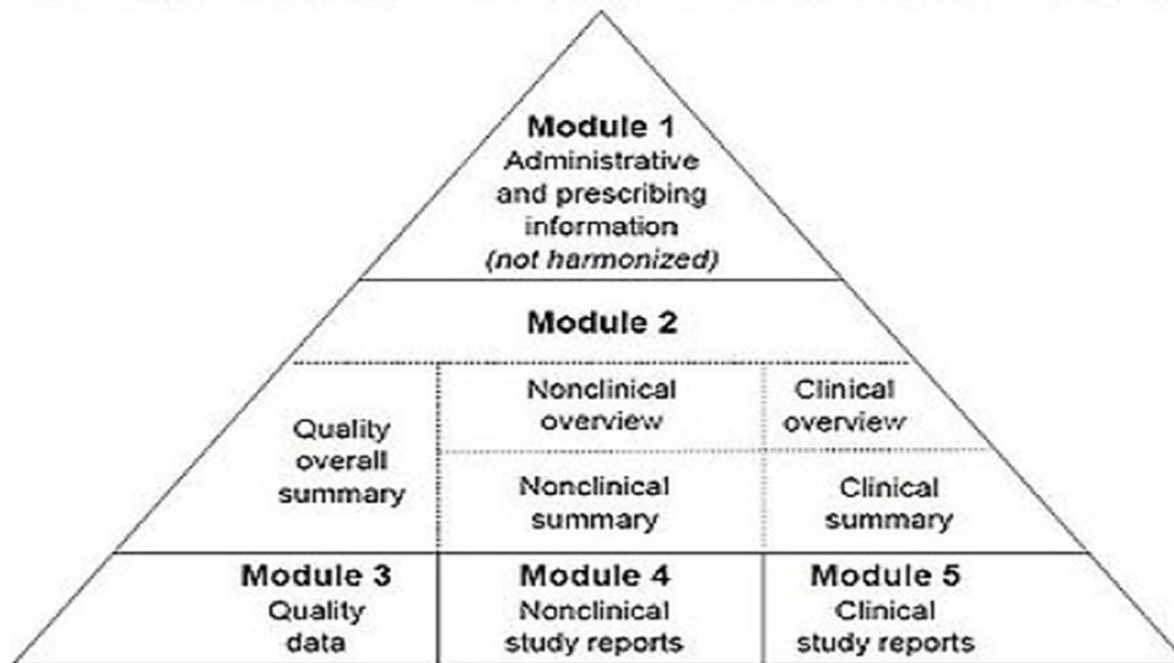 Module 1
Administrative
and prescribing
information
(not harmonized)
Module 2
Quality
overall
summary
Nonclinical
overview
Clinical
overview
Nonclinical
summary
Clinical
summary
Module 3
Quality
data
Module 4
Nonclinical
study reports
Module 5
Clinical
study reports